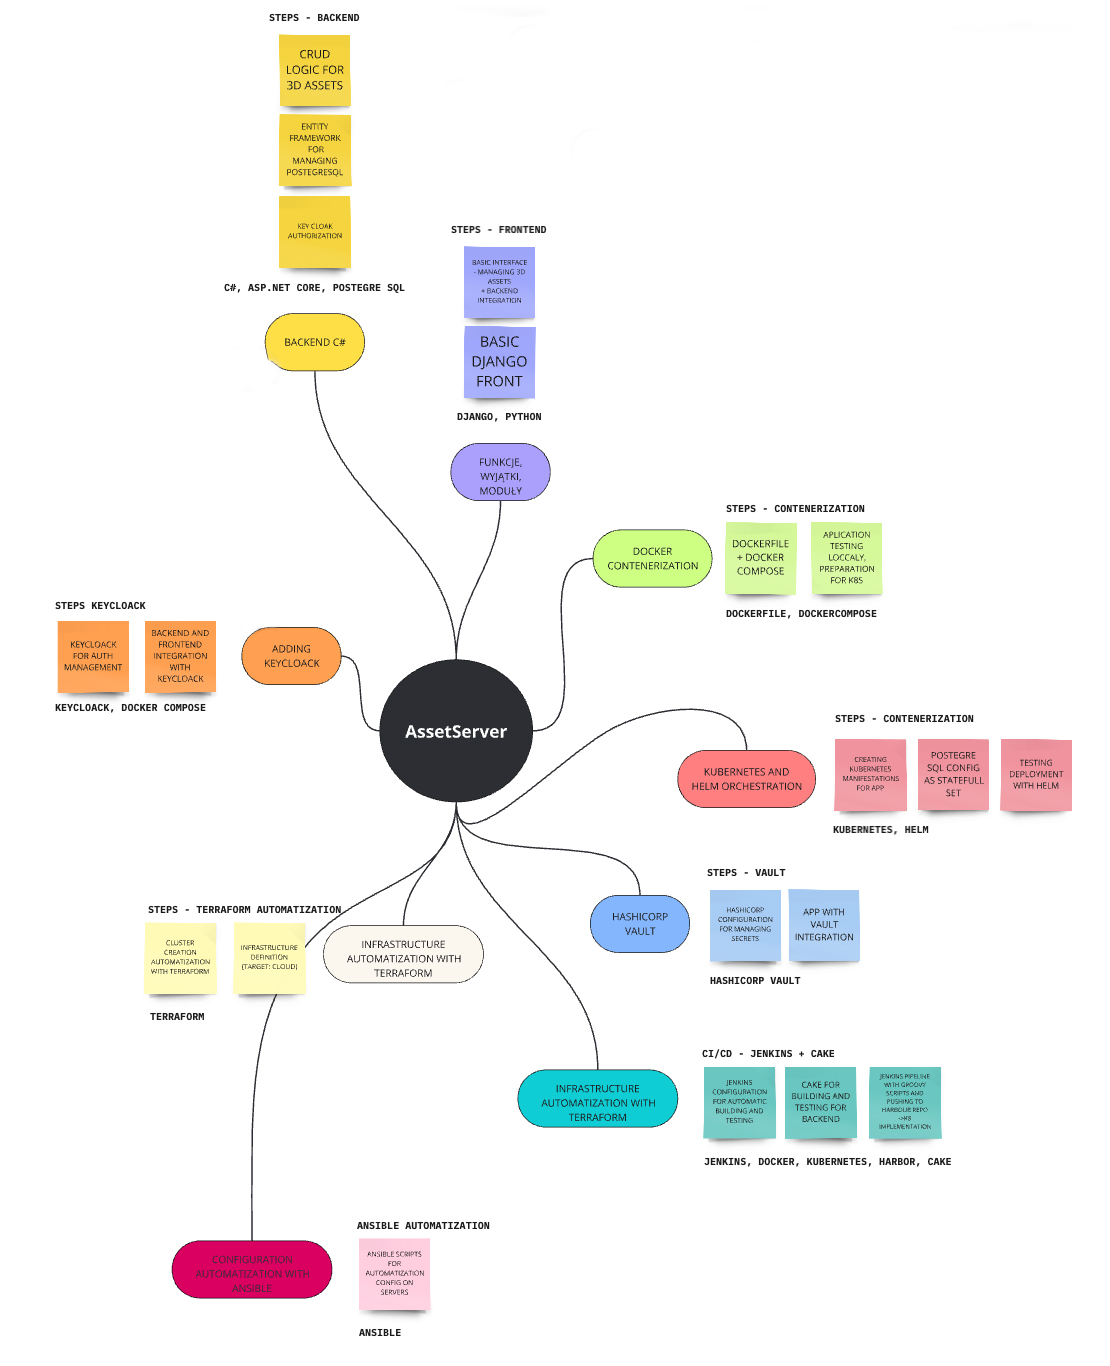 STEPS - BACKEND
CRUD
LOGIC FOR
3D ASSETS
ENTITY
FRAMEWORK
FOR
MANAGING
POSTEGRESQL
KEY CLOAK
AUTHORIZATION
C#, ASP.NET CORE, POSTEGRE SQL
BACKEND C#
STEPS - FRONTEND
BASIC INTERFACE
- MANAGING 3D
ASSETS
+ BACKEND
INTEGRATION
BASIC
DJANGO
FRONT
DJANGO, PYTHON
FUNKCJE,
WYJĄTKI,
MODUŁY
STEPS - CONTENERIZATION
DOCKER
CONTENERIZATION
DOCKERFILE
+ DOCKER
COMPOSE
APLICATION
TESTING
LOCCALY,
PREPARATION
FOR K8S
DOCKERFILE, DOCKERCOMPOSE
STEPS KEYCLOACK
KEYCLOACK
FOR AUTH
MANAGEMENT
BACKEND AND
FRONTEND
INTEGRATION
WITH
KEYCLOACK
ADDING
KEYCLOACK
KEYCLOACK, DOCKER COMPOSE
AssetServer
STEPS - CONTENERIZATION
KUBERNETES AND
HELM ORCHESTRATION
CREATING
KUBERNETES
MANIFESTATIONS
FOR APP
POSTEGRE
SQL CONFIG
AS STATEFULL
SET
TESTING
DEPLOYMENT
WITH HELM
KUBERNETES, HELM
STEPS - VAULT
HASHICORP
VAULT
HASHICORP
CONFIGURATION
FOR MANAGING
SECRETS
APP WITH
VAULT
INTEGRATION
HASHICORP VAULT
STEPS - TERRAFORM AUTOMATIZATION
CLUSTER
CREATION
AUTOMATIZATION
WITH TERRAFORM
INFRASTRUCTURE
DEFINITION
(TARGET: CLOUD)
INFRASTRUCTURE
AUTOMATIZATION WITH
TERRAFORM
TERRAFORM
CI/CD - JENKINS + CAKE
INFRASTRUCTURE
AUTOMATIZATION WITH
TERRAFORM
JENKINS
CONFIGURATION
FOR AUTOMATIC
BUILDING AND
TESTING
CAKE FOR
BUILDING AND
TESTING FOR
BACKEND
JENKINS PIPELINE
WITH GROOVY
SCRIPTS AND
PUSHING TO
HARBOUR REPO
->K8
IMPLEMENTATION
JENKINS, DOCKER, KUBERNETES, HARBOR, CAKE
ANSIBLE AUTOMATIZATION
CONFIGURATION
AUTOMATIZATION WITH
ANSIBLE
ANSIBLE SCRIPTS
FOR
AUTOMATIZATION
CONFIG ON
SERVERS
ANSIBLE